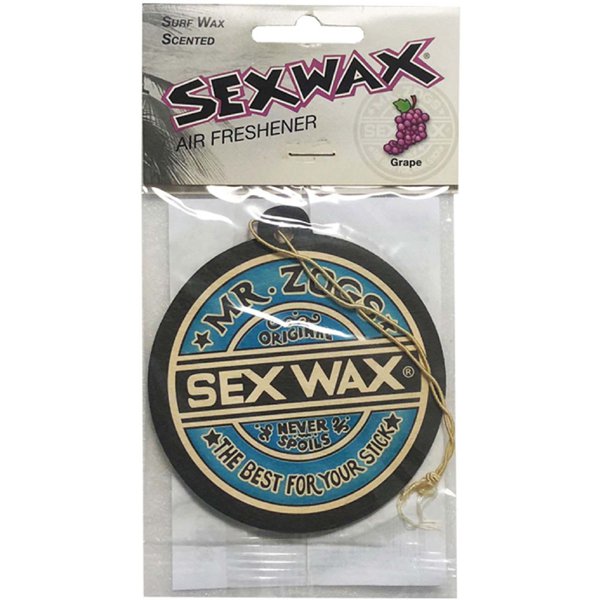 SURF WAX
SCENTED
SEXWAX®
AIR FRESHENER
SEX WAX
Grape
MR. ZOGS
ORIGINAL
SEX WAX®
NEVER
SPOILS
THE BEST FOR YOUR STICK